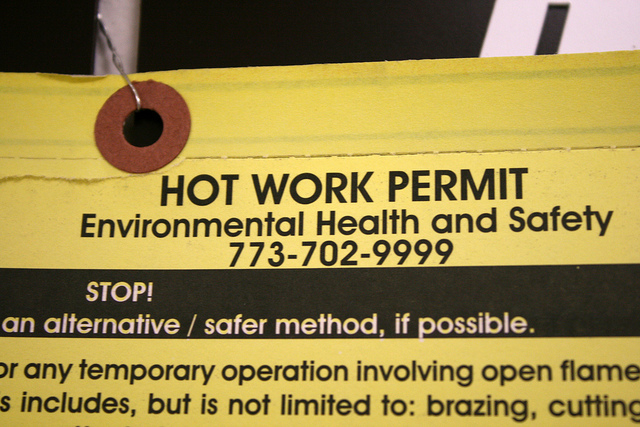 HOT WORK PERMIT
Environmental Health and Safety
773-702-9999
STOP!
an alternative / safer method, if possible.
or any temporary operation involving open flame
s includes, but is not limited to: brazing, cutting